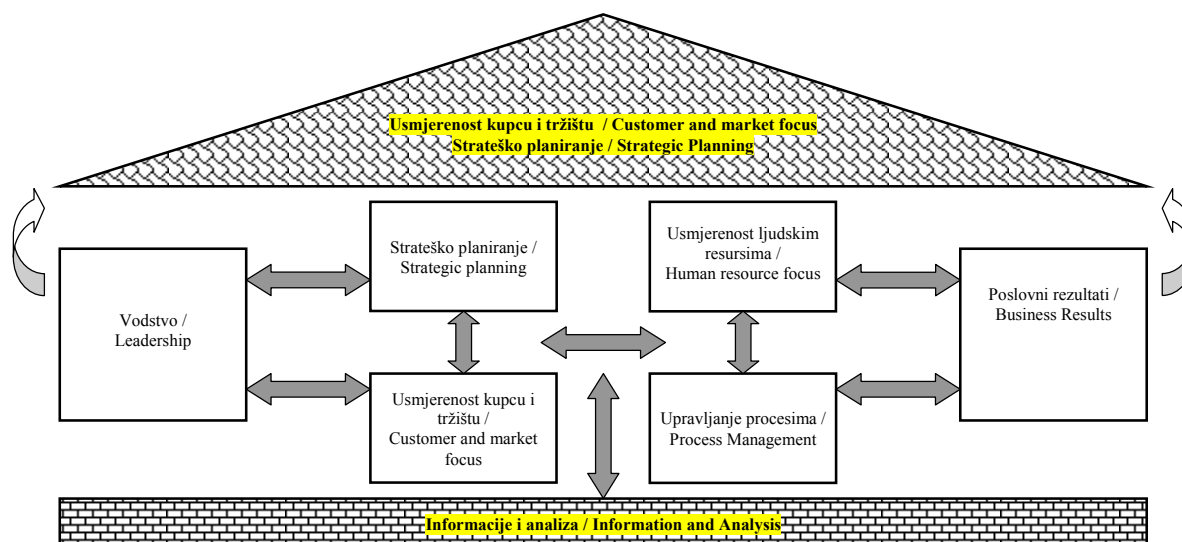 Usmjerenost kupcu i tržištu  / Customer and market focus
Strateško planiranje / Strategic Planning
Vodstvo /
Leadership
Strateško planiranje /
Strategic planning
Usmjerenost kupcu i
tržištu /
Customer and market
focus
Usmjerenost ljudskim
resursima /
Human resource focus
Upravljanje procesima /
Process Management
Poslovni rezultati /
Business Results
Informacije i analiza / Information and Analysis